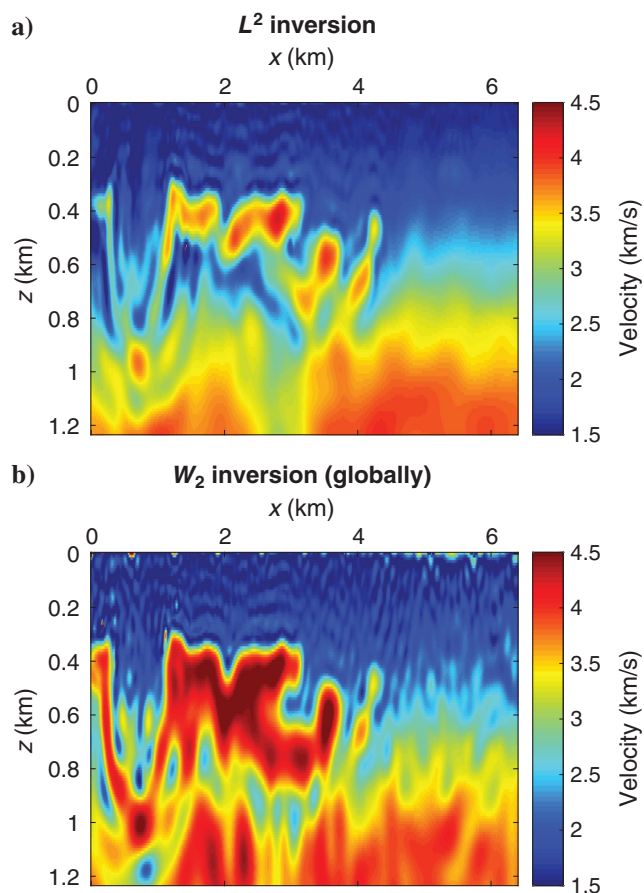 a)
L² inversion
x (km)
0 2 4 6
0
0.2
0.4
0.6
0.8
1
1.2
z (km)
4.5
4
3.5
3
2.5
2
1.5
Velocity (km/s)
b)
W₂ inversion (globally)
x (km)
0 2 4 6
0
0.2
0.4
0.6
0.8
1
1.2
z (km)
4.5
4
3.5
3
2.5
2
1.5
Velocity (km/s)